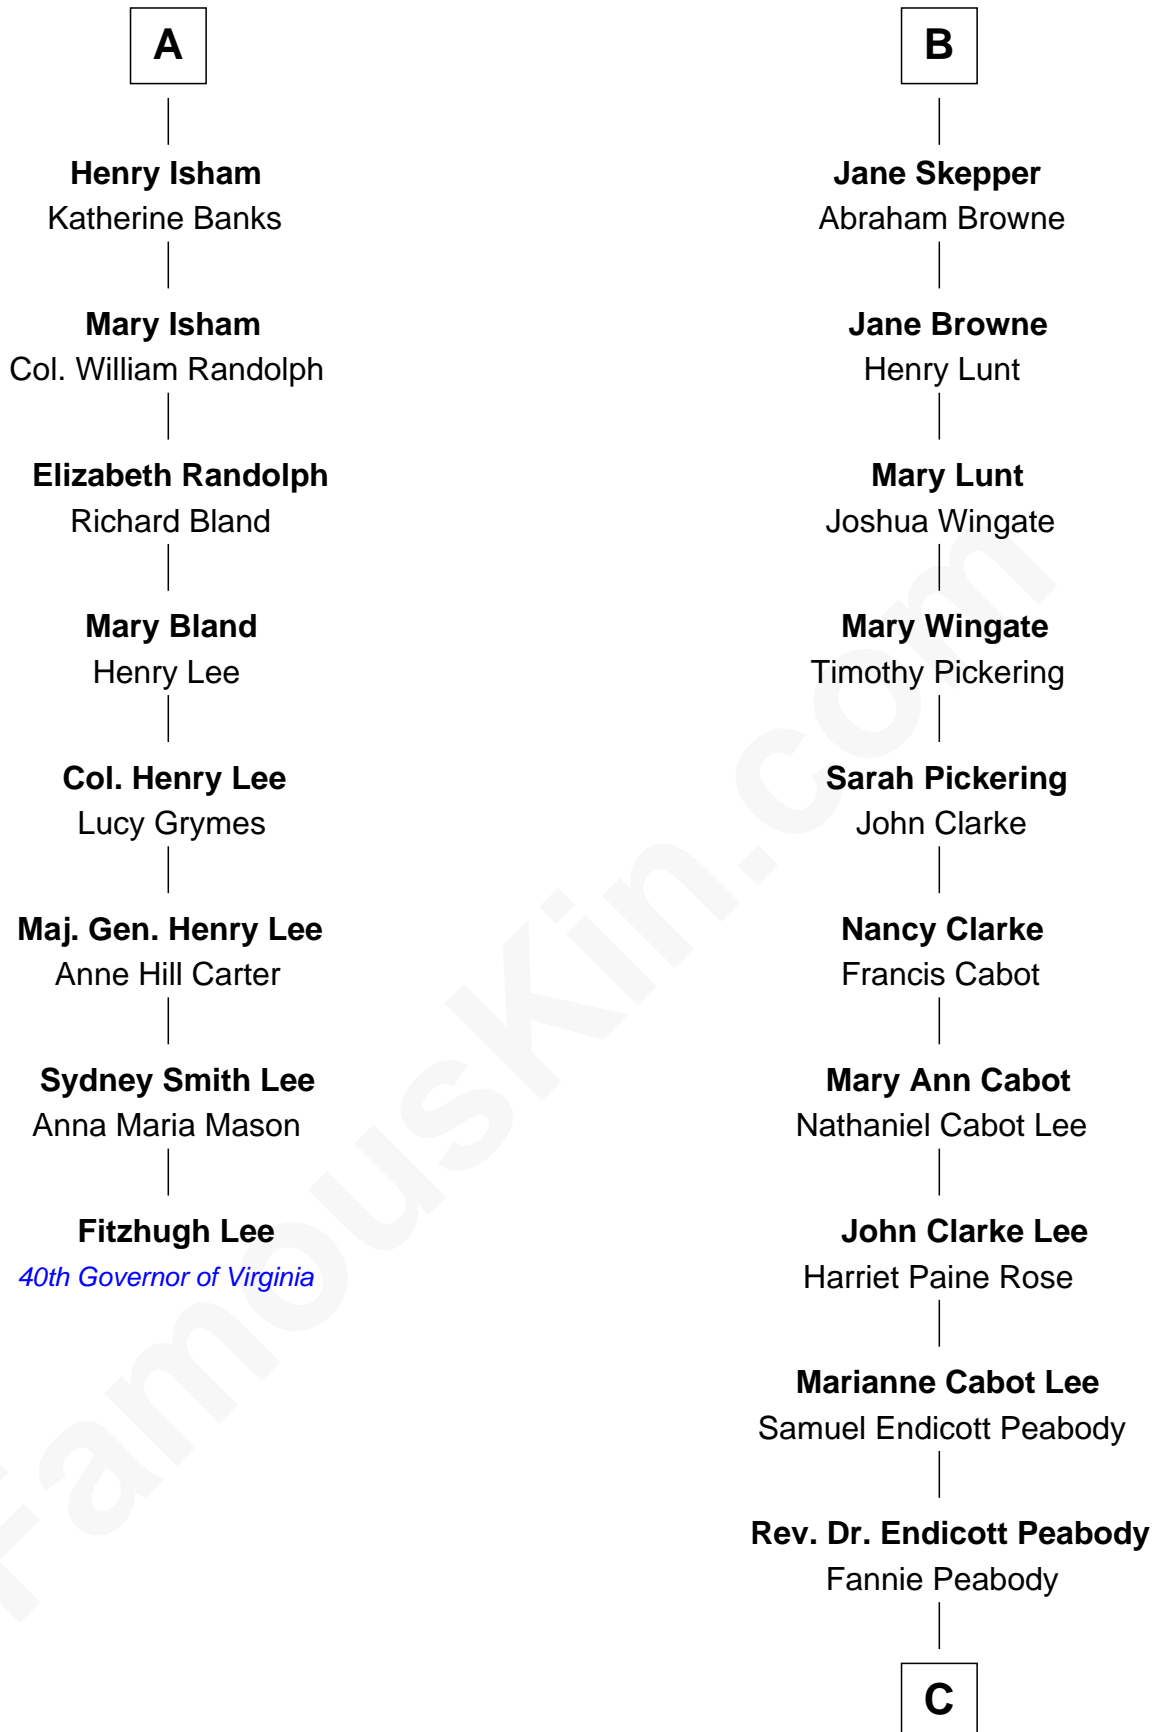 A
Henry Isham
Katherine Banks
Mary Isham
Col. William Randolph
Elizabeth Randolph
Richard Bland
Mary Bland
Henry Lee
Col. Henry Lee
Lucy Grymes
Maj. Gen. Henry Lee
Anne Hill Carter
Sydney Smith Lee
Anna Maria Mason
Fitzhugh Lee
40th Governor of Virginia
B
Jane Skepper
Abraham Browne
Jane Browne
Henry Lunt
Mary Lunt
Joshua Wingate
Mary Wingate
Timothy Pickering
Sarah Pickering
John Clarke
Nancy Clarke
Francis Cabot
Mary Ann Cabot
Nathaniel Cabot Lee
John Clarke Lee
Harriet Paine Rose
Marianne Cabot Lee
Samuel Endicott Peabody
Rev. Dr. Endicott Peabody
Fannie Peabody
C
FamousKin.com